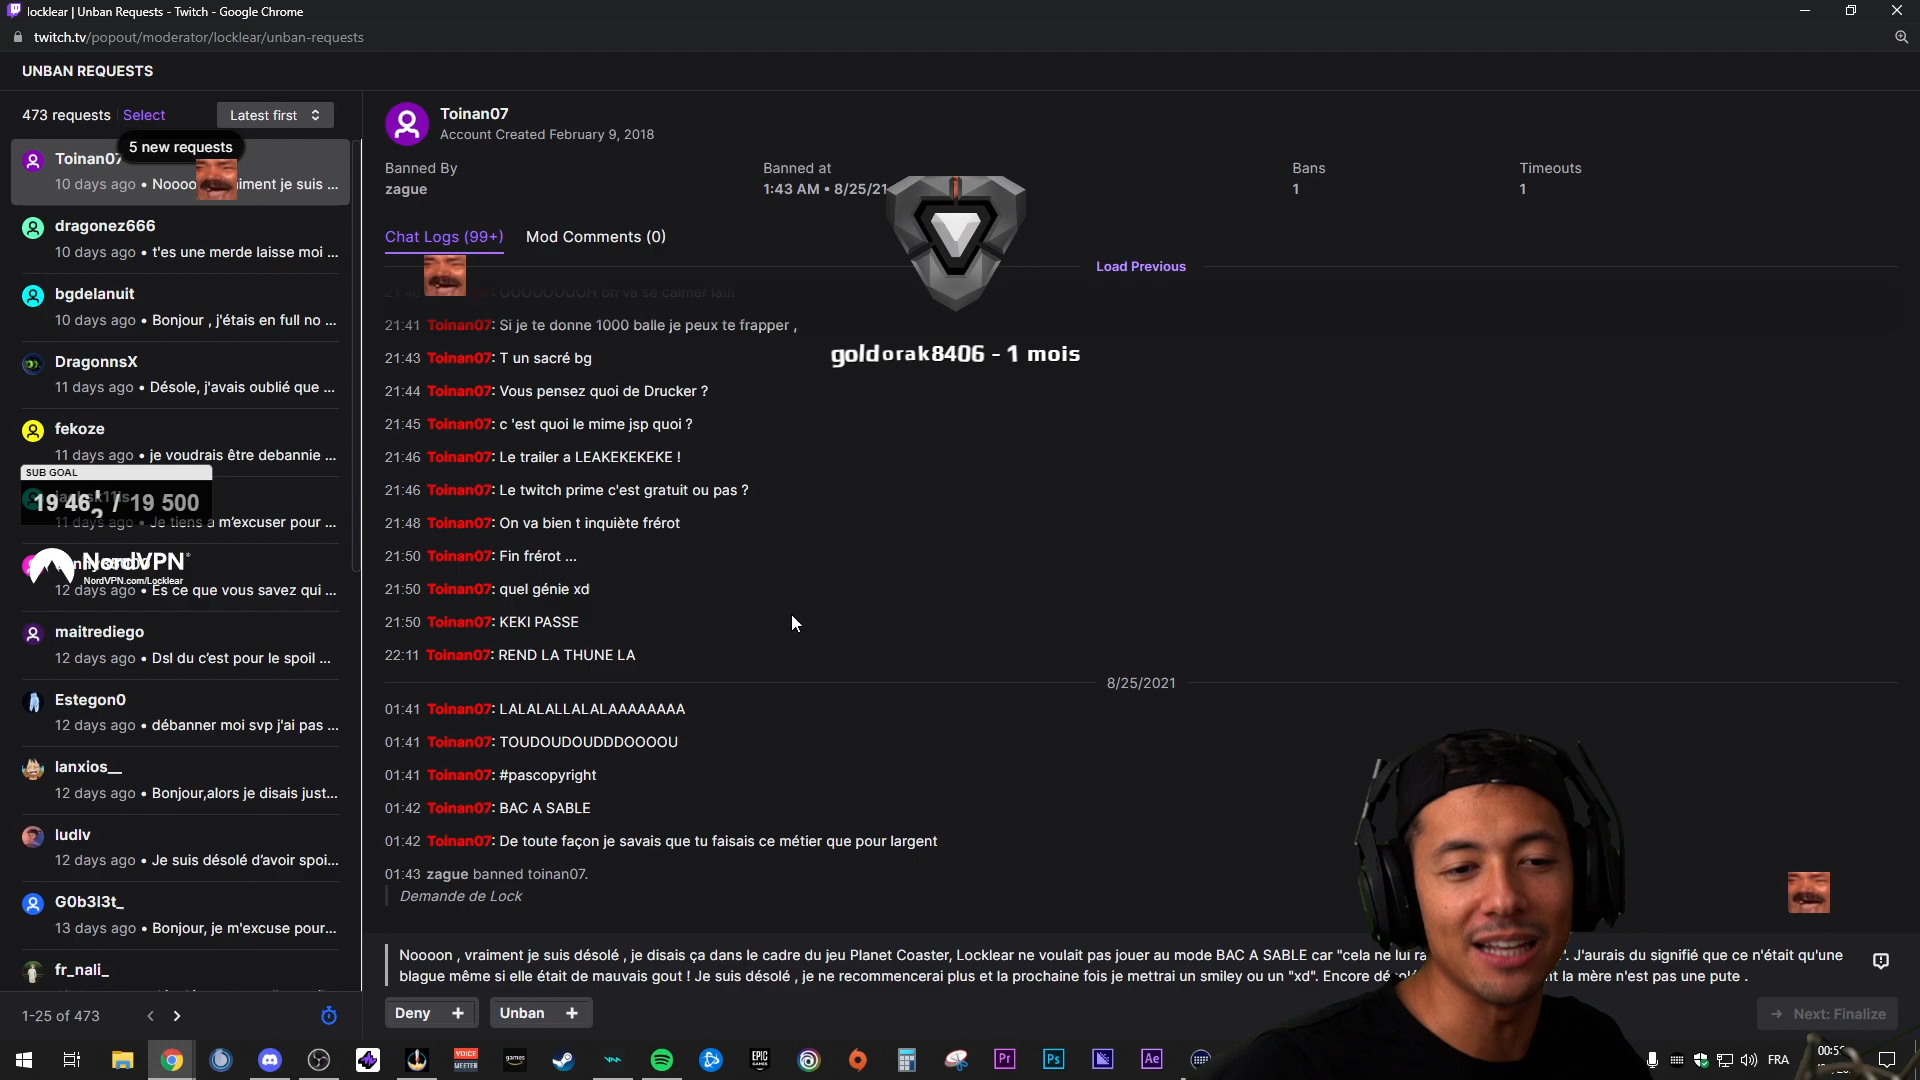 locklear | Unban Requests - Twitch - Google Chrome
twitch.tv/popout/moderator/locklear/unban-requests
UNBAN REQUESTS
473 requests Select Latest first
5 new requests
Toinan07
10 days ago • Noooo iment je suis ...
dragonez666
10 days ago • t'es une merde laisse moi ...
bgdelanuit
10 days ago • Bonjour , j'étais en full no ...
DragonnsX
11 days ago • Désole, j'avais oublié que ...
fekoze
11 days ago • je voudrais être debannie ...
SUB GOAL
19 46 / 19 500
11 days ago • Je tiens a m'excuser pour ...
NordVPN
NordVPN.com/Locklear
12 days ago • Es ce que vous savez qui ...
maitrediego
12 days ago • Dsl du c'est pour le spoil ...
Estegon0
12 days ago • débanner moi svp j'ai pas ...
lanxios__
12 days ago • Bonjour,alors je disais just...
ludlv
12 days ago • Je suis désolé d'avoir spoi...
G0b3l3t_
13 days ago • Bonjour, je m'excuse pour...
fr_nali_
1-25 of 473
Toinan07
Account Created February 9, 2018
Banned By
zague
Banned at
1:43 AM • 8/25/21
Bans
1
Timeouts
1
Chat Logs (99+) Mod Comments (0)
Load Previous
on va se calmer la!!!
21:41 Toinan07: Si je te donne 1000 balle je peux te frapper ,
21:43 Toinan07: T un sacré bg
21:44 Toinan07: Vous pensez quoi de Drucker ?
21:45 Toinan07: c 'est quoi le mime jsp quoi ?
21:46 Toinan07: Le trailer a LEAKEKEKEKE !
21:46 Toinan07: Le twitch prime c'est gratuit ou pas ?
21:48 Toinan07: On va bien t inquiète frérot
21:50 Toinan07: Fin frérot ...
21:50 Toinan07: quel génie xd
21:50 Toinan07: KEKI PASSE
22:11 Toinan07: REND LA THUNE LA
8/25/2021
01:41 Toinan07: LALALALLALALAAAAAAAA
01:41 Toinan07: TOUDOUDOUDDDOOOOU
01:41 Toinan07: #pascopyright
01:42 Toinan07: BAC A SABLE
01:42 Toinan07: De toute façon je savais que tu faisais ce métier que pour largent
01:43 zague banned toinan07.
Demande de Lock
goldorak8406 - 1 mois
Noooon , vraiment je suis désolé , je disais ça dans le cadre du jeu Planet Coaster, Locklear ne voulait pas jouer au mode BAC A SABLE car "cela ne lui ra ". J'aurais du signifié que ce n'était qu'une
blague même si elle était de mauvais gout ! Je suis désolé , je ne recommencerai plus et la prochaine fois je mettrai un smiley ou un "xd". Encore dé nt la mère n'est pas une pute .
Deny + Unban +
Next: Finalize
VOICE
MEETER
games
EPIC
GAMES
Pr Ps Ae
FRA